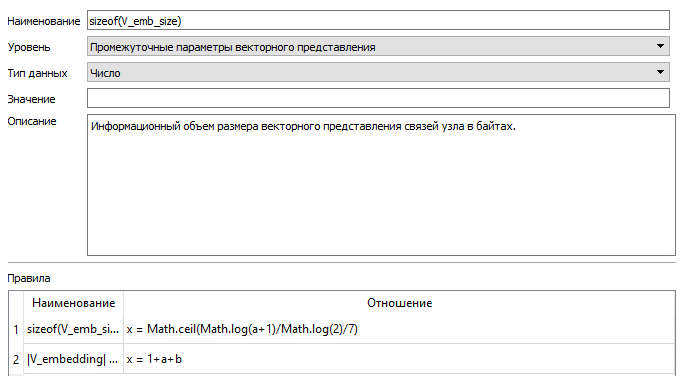 Наименование sizeof(V_emb_size)
Уровень Промежуточные параметры векторного представления
Тип данных Число
Значение
Описание Информационный объем размера векторного представления связей узла в байтах.
Правила
Наименование Отношение
1 sizeof(V_emb_si... x = Math.ceil(Math.log(a+1)/Math.log(2)/7)
2 |V_embedding| ... x = 1+a+b